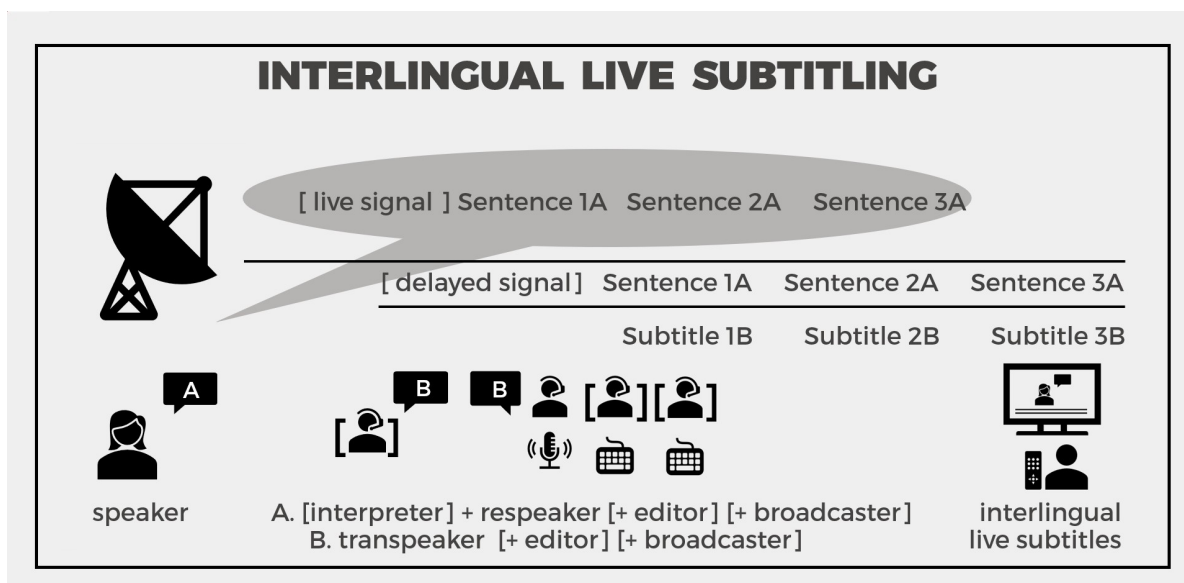 INTERLINGUAL LIVE SUBTITLING
[ live signal ] Sentence 1A Sentence 2A Sentence 3A
[ delayed signal] Sentence 1A Sentence 2A Sentence 3A
Subtitle 1B Subtitle 2B Subtitle 3B
A
B B
[ ] [ ] [ ]
speaker
A. [interpreter] + respeaker [+ editor] [+ broadcaster]
B. transpeaker [+ editor] [+ broadcaster]
interlingual
live subtitles